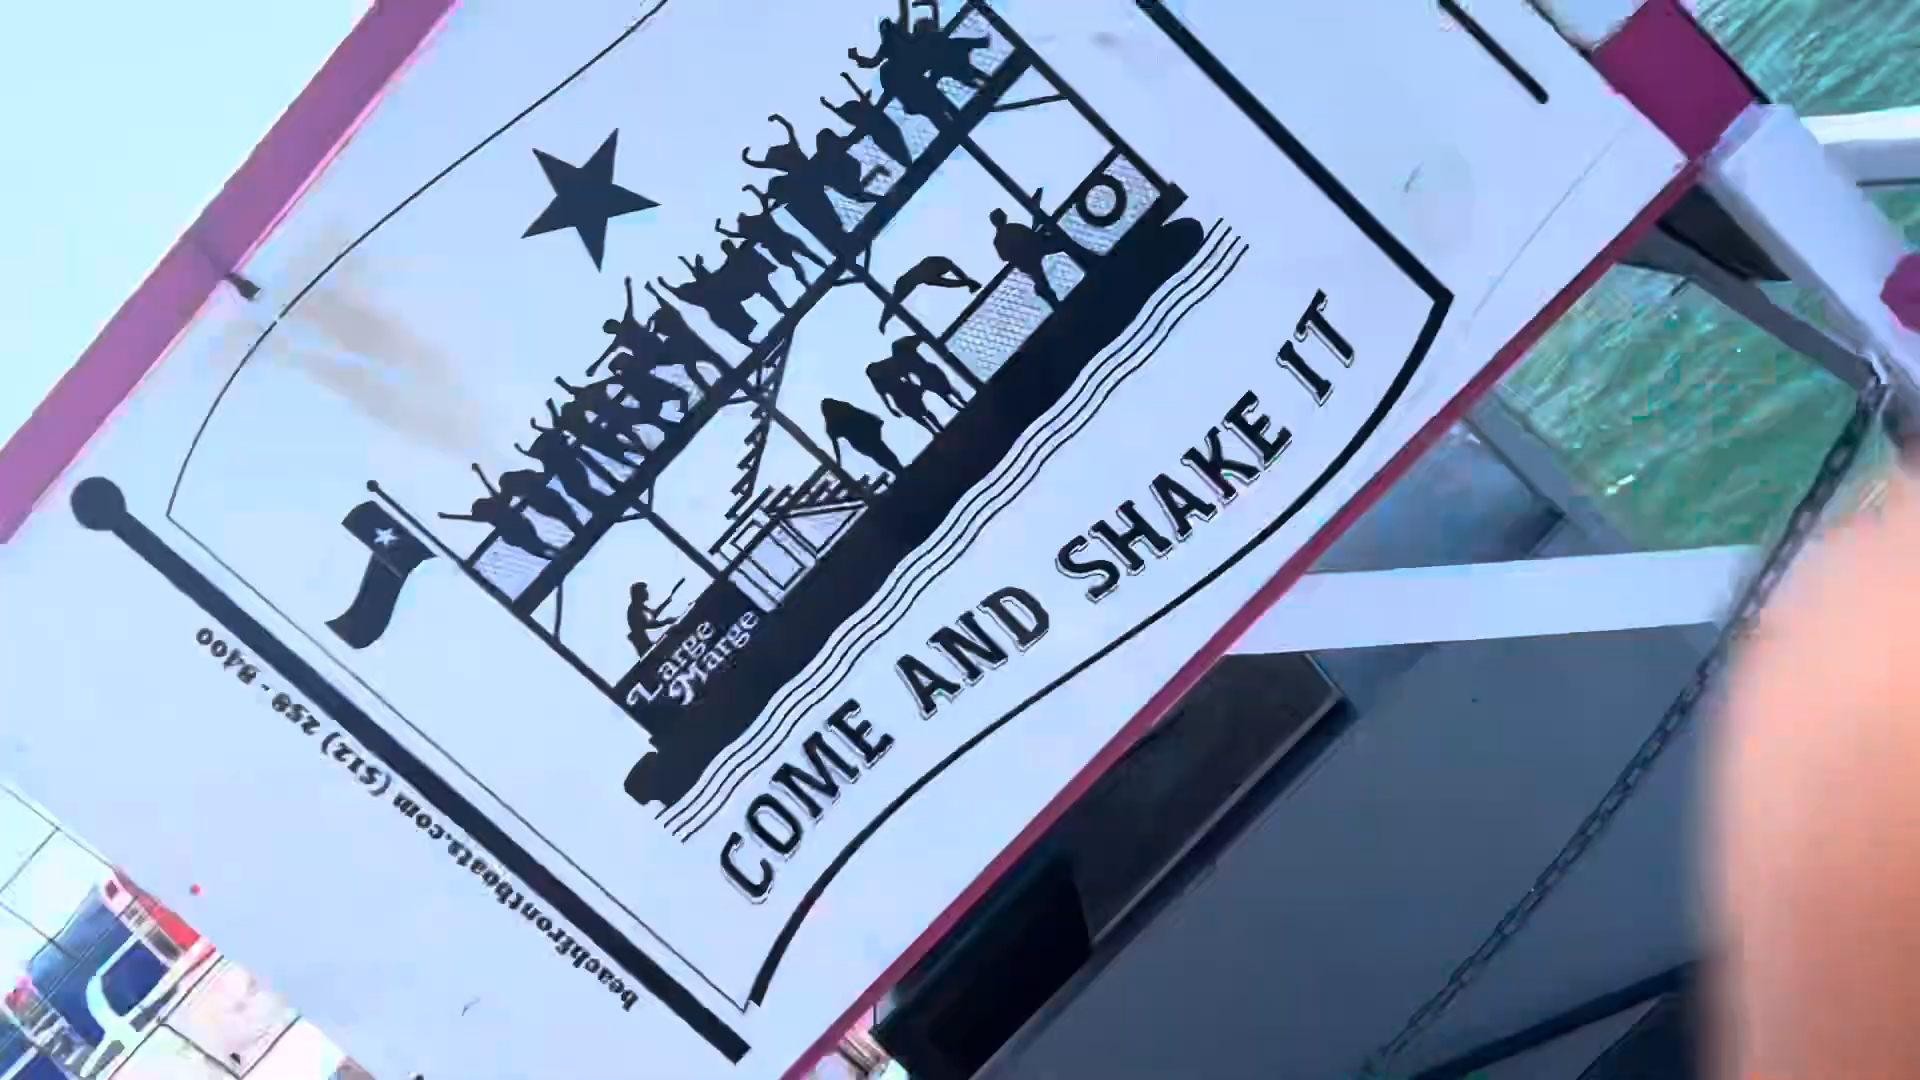 Large
Marge
COME AND SHAKE IT
beachfrontboats.com (512) 259 - 8400